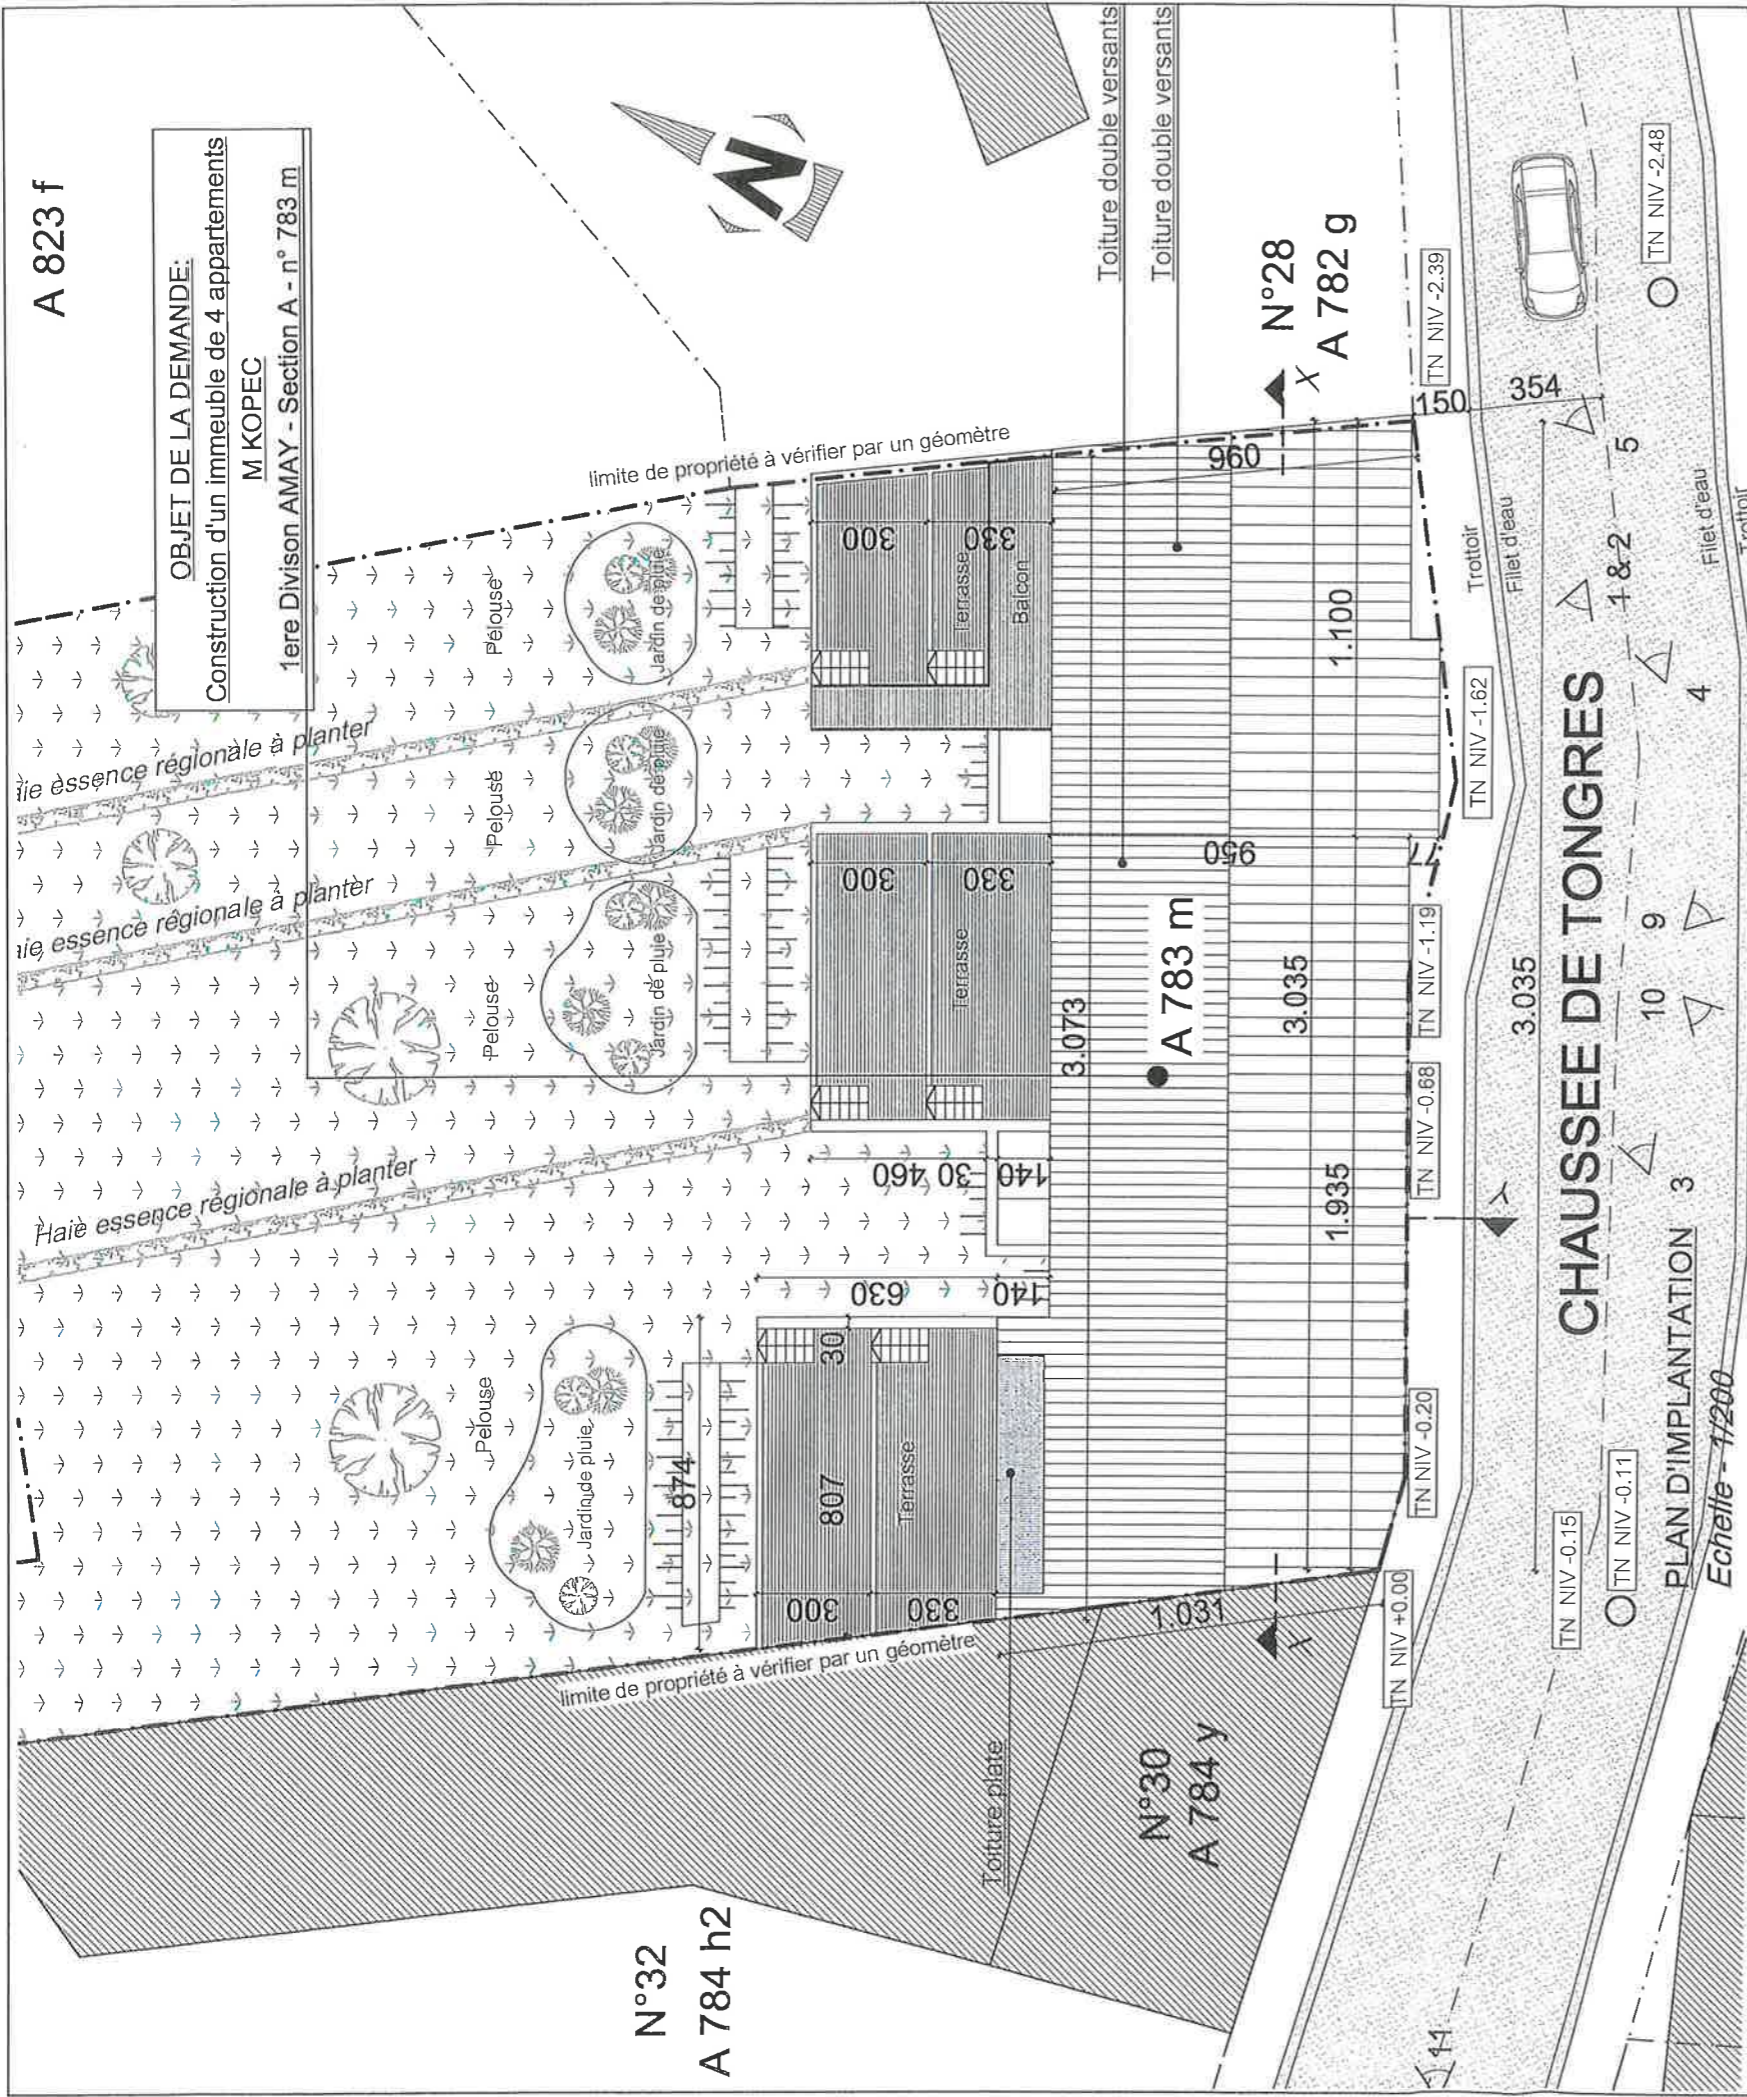 A 823 f
OBJET DE LA DEMANDE:
Construction d'un immeuble de 4 appartements
M KOPEC
1ere Divison AMAY - Section A - n° 783 m
N
Toiture double versants
Toiture double versants
N°28
A 782 g
X
TN NIV -2.39
TN NIV -2.48
150
354
limite de propriété à vérifier par un géomètre
960
essence régionale à planter
essence régionale à planter
Haie essence régionale à planter
Pelouse
Pelouse
Pelouse
Pelouse
Jardin de pluie
Jardin de pluie
Jardin de pluie
Jardin de pluie
300
330
Terrasse
Balcon
300
330
Terrasse
950
77
1.100
TN NIV -1.62
A 783 m
3.073
3.035
1.935
TN NIV -1.19
TN NIV -0.68
460
30
140
630
140
874
30
807
Terrasse
300
330
1.031
X
TN NIV -0.20
TN NIV +0.00
TN NIV -0.15
TN NIV -0.11
limite de propriété à vérifier par un géomètre
Toiture plate
N°30
A 784 y
N°32
A 784 h2
Trottoir
Filet d'eau
Filet d'eau
Trottoir
3.035
CHAUSSEE DE TONGRES
1&2
5
4
9
10
3
11
PLAN D'IMPLANTATION
Echelle - 1/200